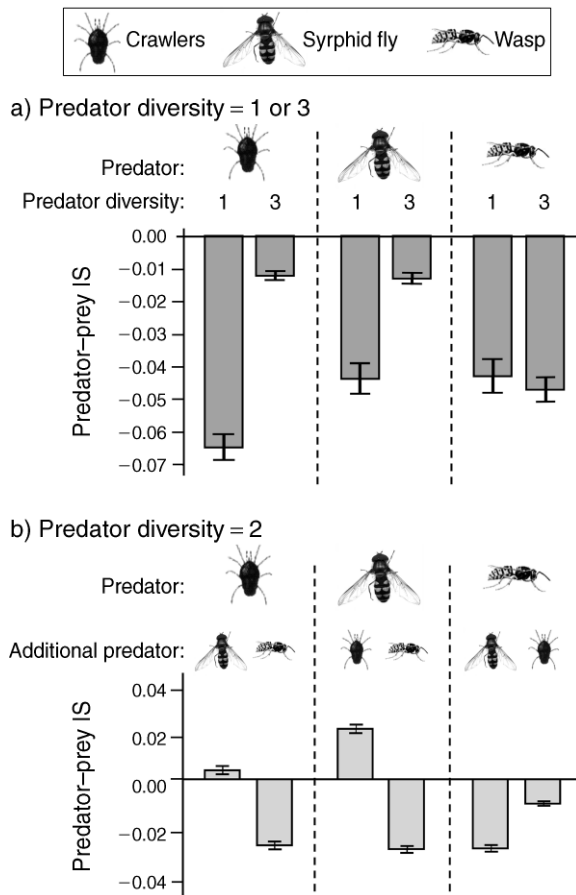 Crawlers Syrphid fly Wasp
a) Predator diversity = 1 or 3
Predator:
Predator diversity: 1 3 1 3 1 3
0.00
−0.01
−0.02
−0.03
−0.04
−0.05
−0.06
−0.07
Predator–prey IS
b) Predator diversity = 2
Predator:
Additional predator:
0.04
0.02
0.00
−0.02
−0.04
Predator–prey IS